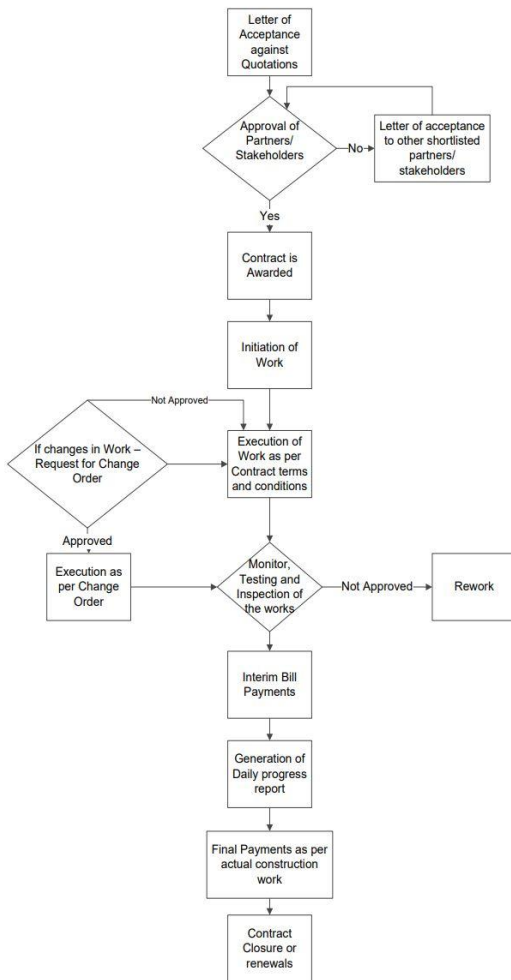 Letter of
Acceptance
against
Quotations
Approval of
Partners/
Stakeholders
No
Letter of acceptance
to other shortlisted
partners/
stakeholders
Yes
Contract is
Awarded
Initiation of
Work
Not Approved
If changes in Work –
Request for Change
Order
Execution of
Work as per
Contract terms
and conditions
Approved
Execution as
per Change
Order
Monitor,
Testing and
Inspection of
the works
Not Approved
Rework
Interim Bill
Payments
Generation of
Daily progress
report
Final Payments as per
actual construction
work
Contract
Closure or
renewals